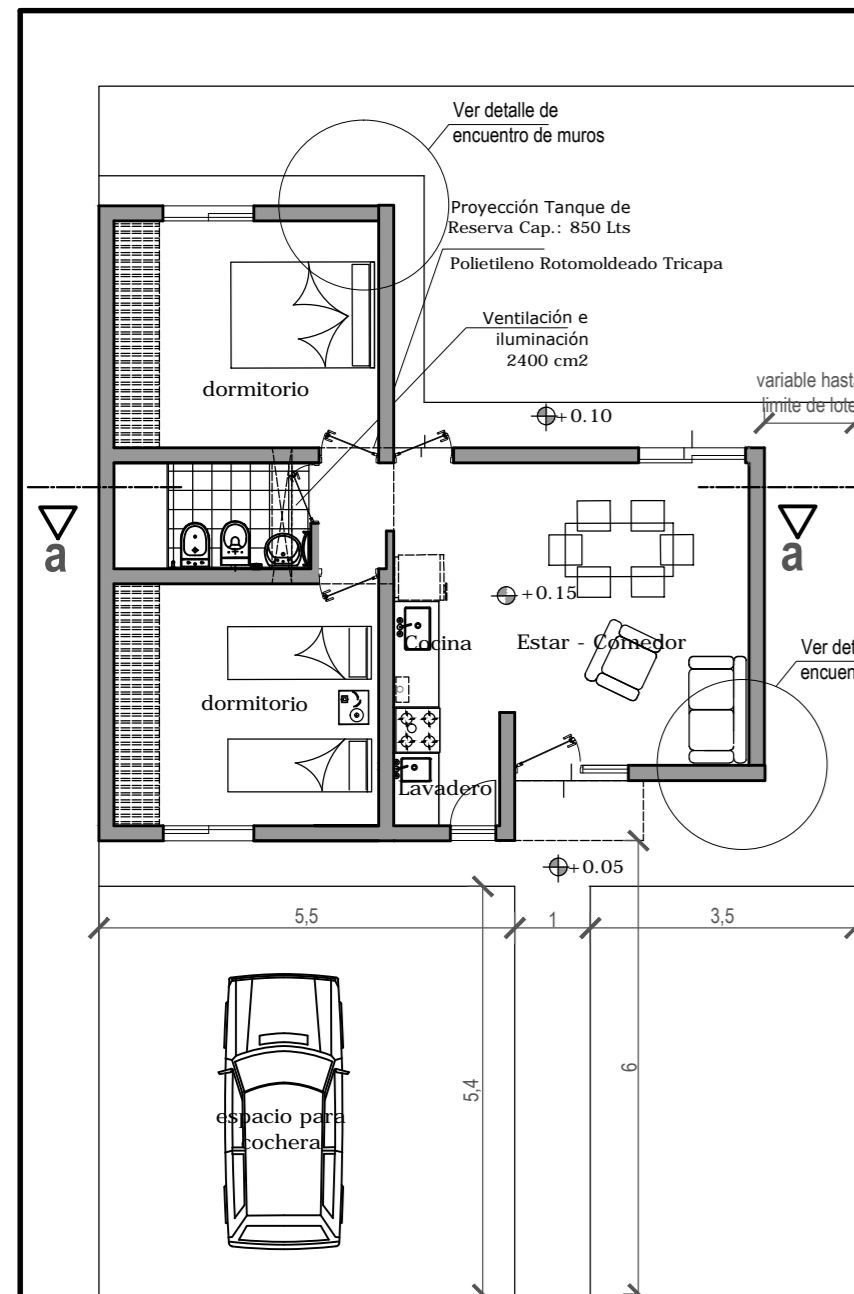 Ver detalle de
encuentro de muros
Proyección Tanque de
Reserva Cap.: 850 Lts
Polietileno Rotomoldeado Tricapa
Ventilación e
iluminación
2400 cm2
dormitorio
variable hasta
límite de lote
+0.10
a
a
+0.15
Cocina
Estar - Comedor
Ver det
encuen
dormitorio
Lavadero
+0.05
5,5
1
3,5
5,4
6
espacio para
cochera